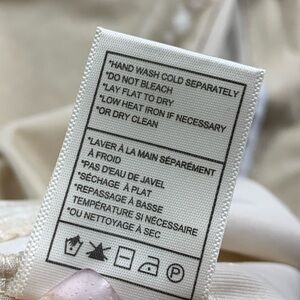 *HAND WASH COLD SEPARATELY
*DO NOT BLEACH
*LAY FLAT TO DRY
*LOW HEAT IRON IF NECESSARY
*OR DRY CLEAN
*LAVER À LA MAIN SÉPARÉMENT
À FROID
*PAS D'EAU DE JAVEL
*SÉCHAGE À PLAT
*REPASSAGE À BASSE
TEMPÉRATURE SI NÉCESSAIRE
*OU NETTOYAGE À SEC
P